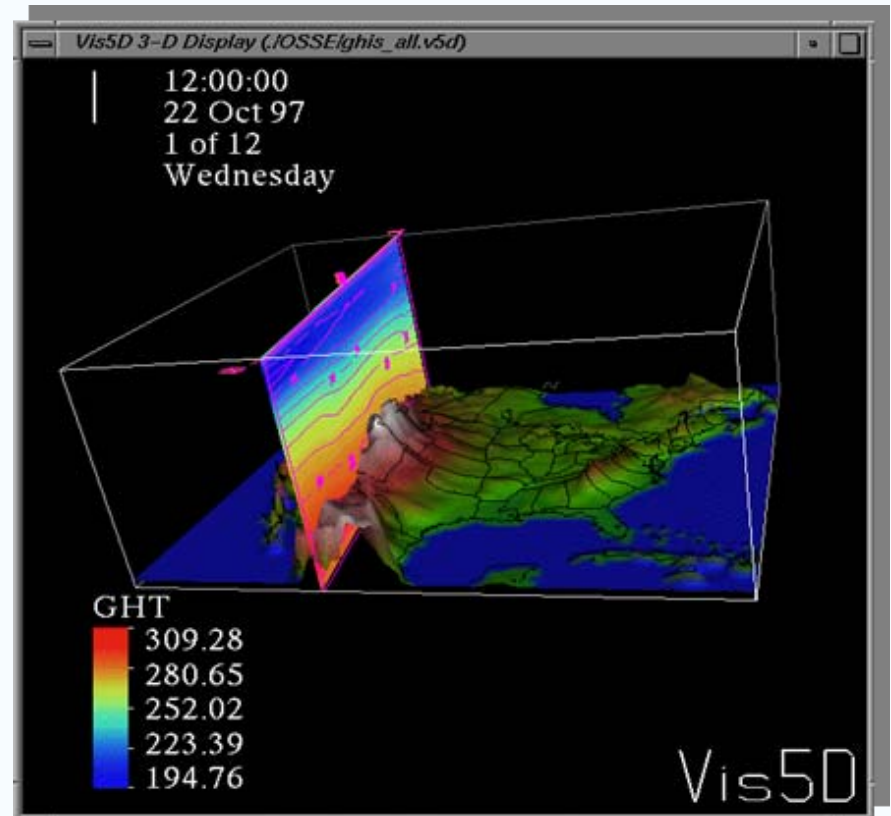 Vis5D 3-D Display (./OSSE/ghis_all.v5d)
12:00:00
22 Oct 97
1 of 12
Wednesday
GHT
309.28
280.65
252.02
223.39
194.76
Vis5D